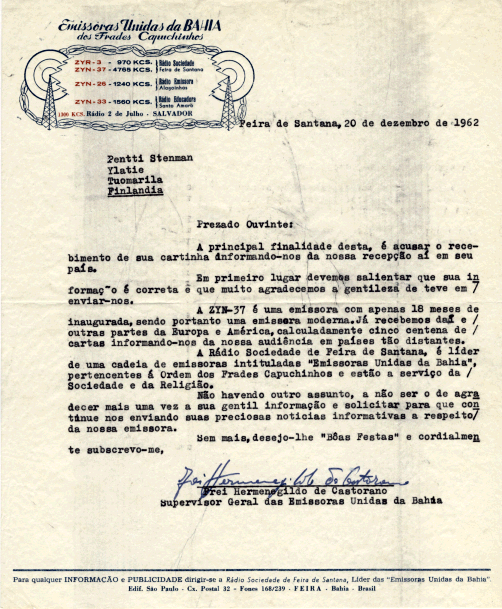 Emissoras Unidas da BAHIA
dos Frades Capuchinhos
ZYR - 3 - 970 KCS. Rádio Sociedade
ZYN - 37 - 4765 KCS. Feira de Santana
ZYN - 26 - 1240 KCS. Rádio Emissora
Alagoinhas
ZYN - 33 - 1560 KCS. Rádio Educadora
Santo Amaro
1300 KCS. Rádio 2 de Julho - SALVADOR
Feira de Santana, 20 de dezembro de 1962
Pentti Stenman
Ylatie
Tuomarila
Finlandia
Prezado Ouvinte:
A principal finalidade desta, é acusar o rece-
bimento de sua cartinha informando-nos da nossa recepção aí em seu
país.
Em primeiro lugar devemos salientar que sua in
formaç~o é correta e que muito agradecemos a gentileza de teve em /
enviar-nos.
A ZYN-37 é uma emissora com apenas 18 meses de
inaugurada, sendo portanto uma emissora moderna.Já recebemos daí e /
outras partes da Europa e América, calculadamente cinco centena de /
cartas informando-nos da nossa audiência em países tão distantes.
A Rádio Sociedade de Feira de Santana, é líder
de uma cadeia de emissoras intituladas "Emissoras Unidas da Bahia",
pertencentes á Ordem dos Frades Capuchinhos e estão a serviço da /
Sociedade e da Religião.
Não havendo outro assunto, a não ser o de agra
decer mais uma vez a sua gentil informação e solicitar para que con
tinue nos enviando suas preciosas noticias informativas a respeito/
da nossa emissora.
Sem mais, desejo-lhe "Bôas Festas" e cordialmen
te subscrevo-me,
Frei Hermenegildo de Castorano
Frei Hermenegildo de Castorano
Supervisor Geral das Emissoras Unidas da Bahia
Para qualquer INFORMAÇÃO e PUBLICIDADE dirigir-se a Rádio Sociedade de Feira de Santana, Líder das "Emissoras Unidas da Bahia".
Edif. São Paulo - Cx. Postal 32 - Fones 168/239 - FEIRA - Bahia - Brasil